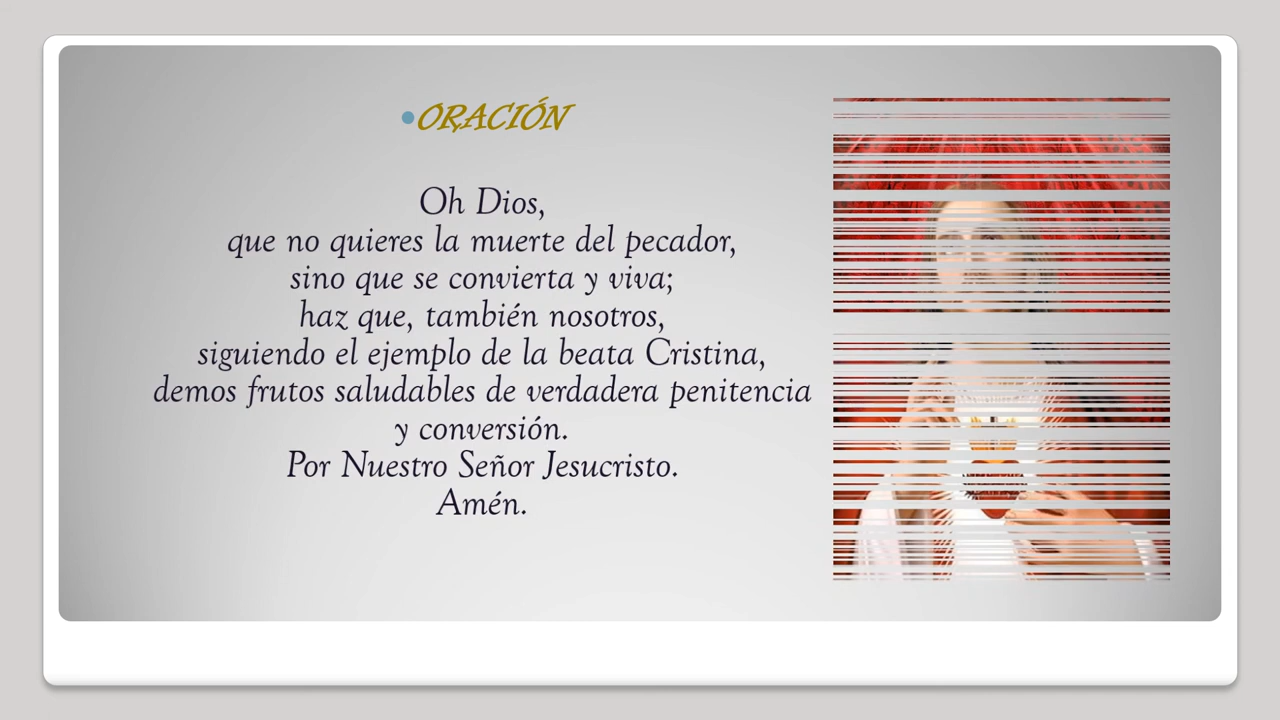 ORACIÓN
Oh Dios,
que no quieres la muerte del pecador,
sino que se convierta y viva;
haz que, también nosotros,
siguiendo el ejemplo de la beata Cristina,
demos frutos saludables de verdadera penitencia
y conversión.
Por Nuestro Señor Jesucristo.
Amén.